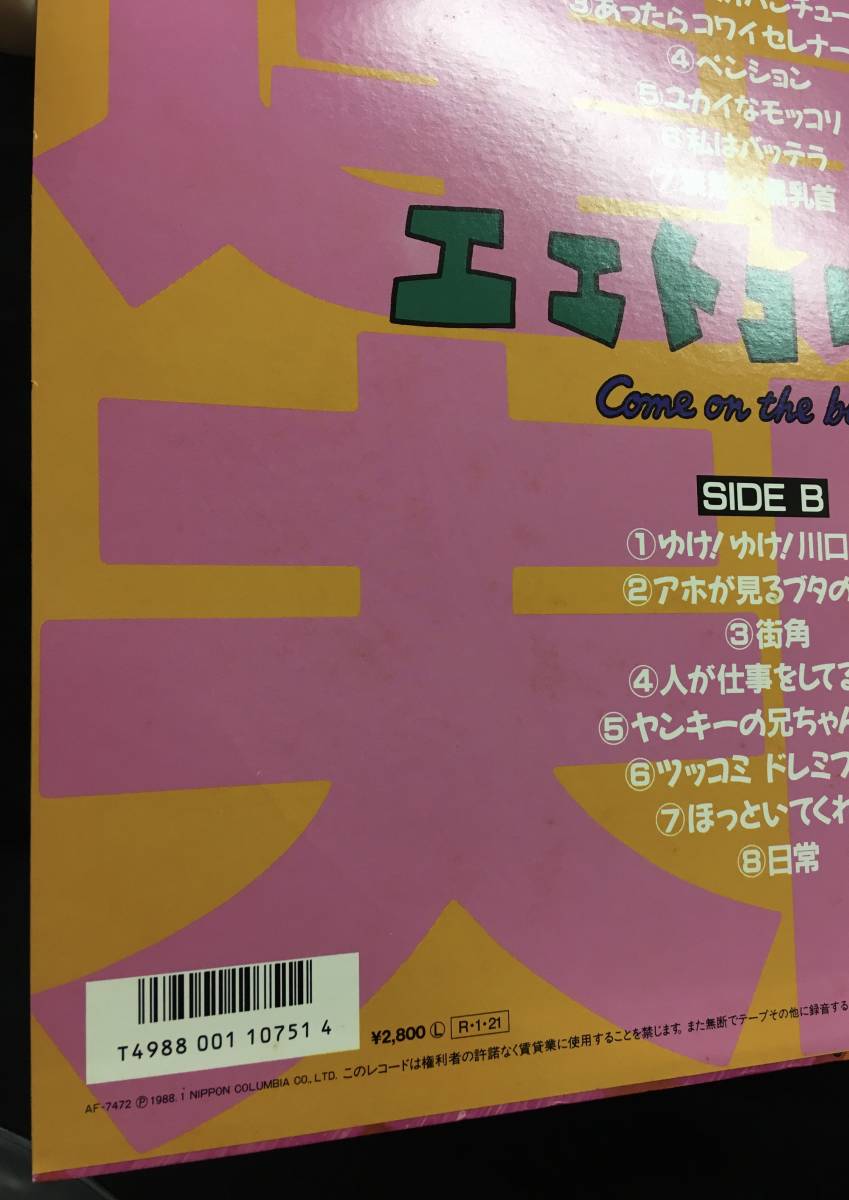 ③あったらコワイセレナー
④ペンション
⑤ユカイなモッコリ
⑥私はバッテラ
乳首
エエトコ
Come on the b
SIDE B
①ゆけ!ゆけ!川口
②アホが見るブタの
③街角
④人が仕事をしてる
⑤ヤンキーの兄ちゃん
⑥ツッコミ ドレミフ
⑦ほっといてくれ
⑧日常
T4988 001 10751 4
¥2,800 Ⓛ R・1・21
AF-7472 Ⓟ1988. 1 NIPPON COLUMBIA CO., LTD. このレコードは権利者の許諾なく賃貸業に使用することを禁じます。また無断でテープその他に録音する
夫